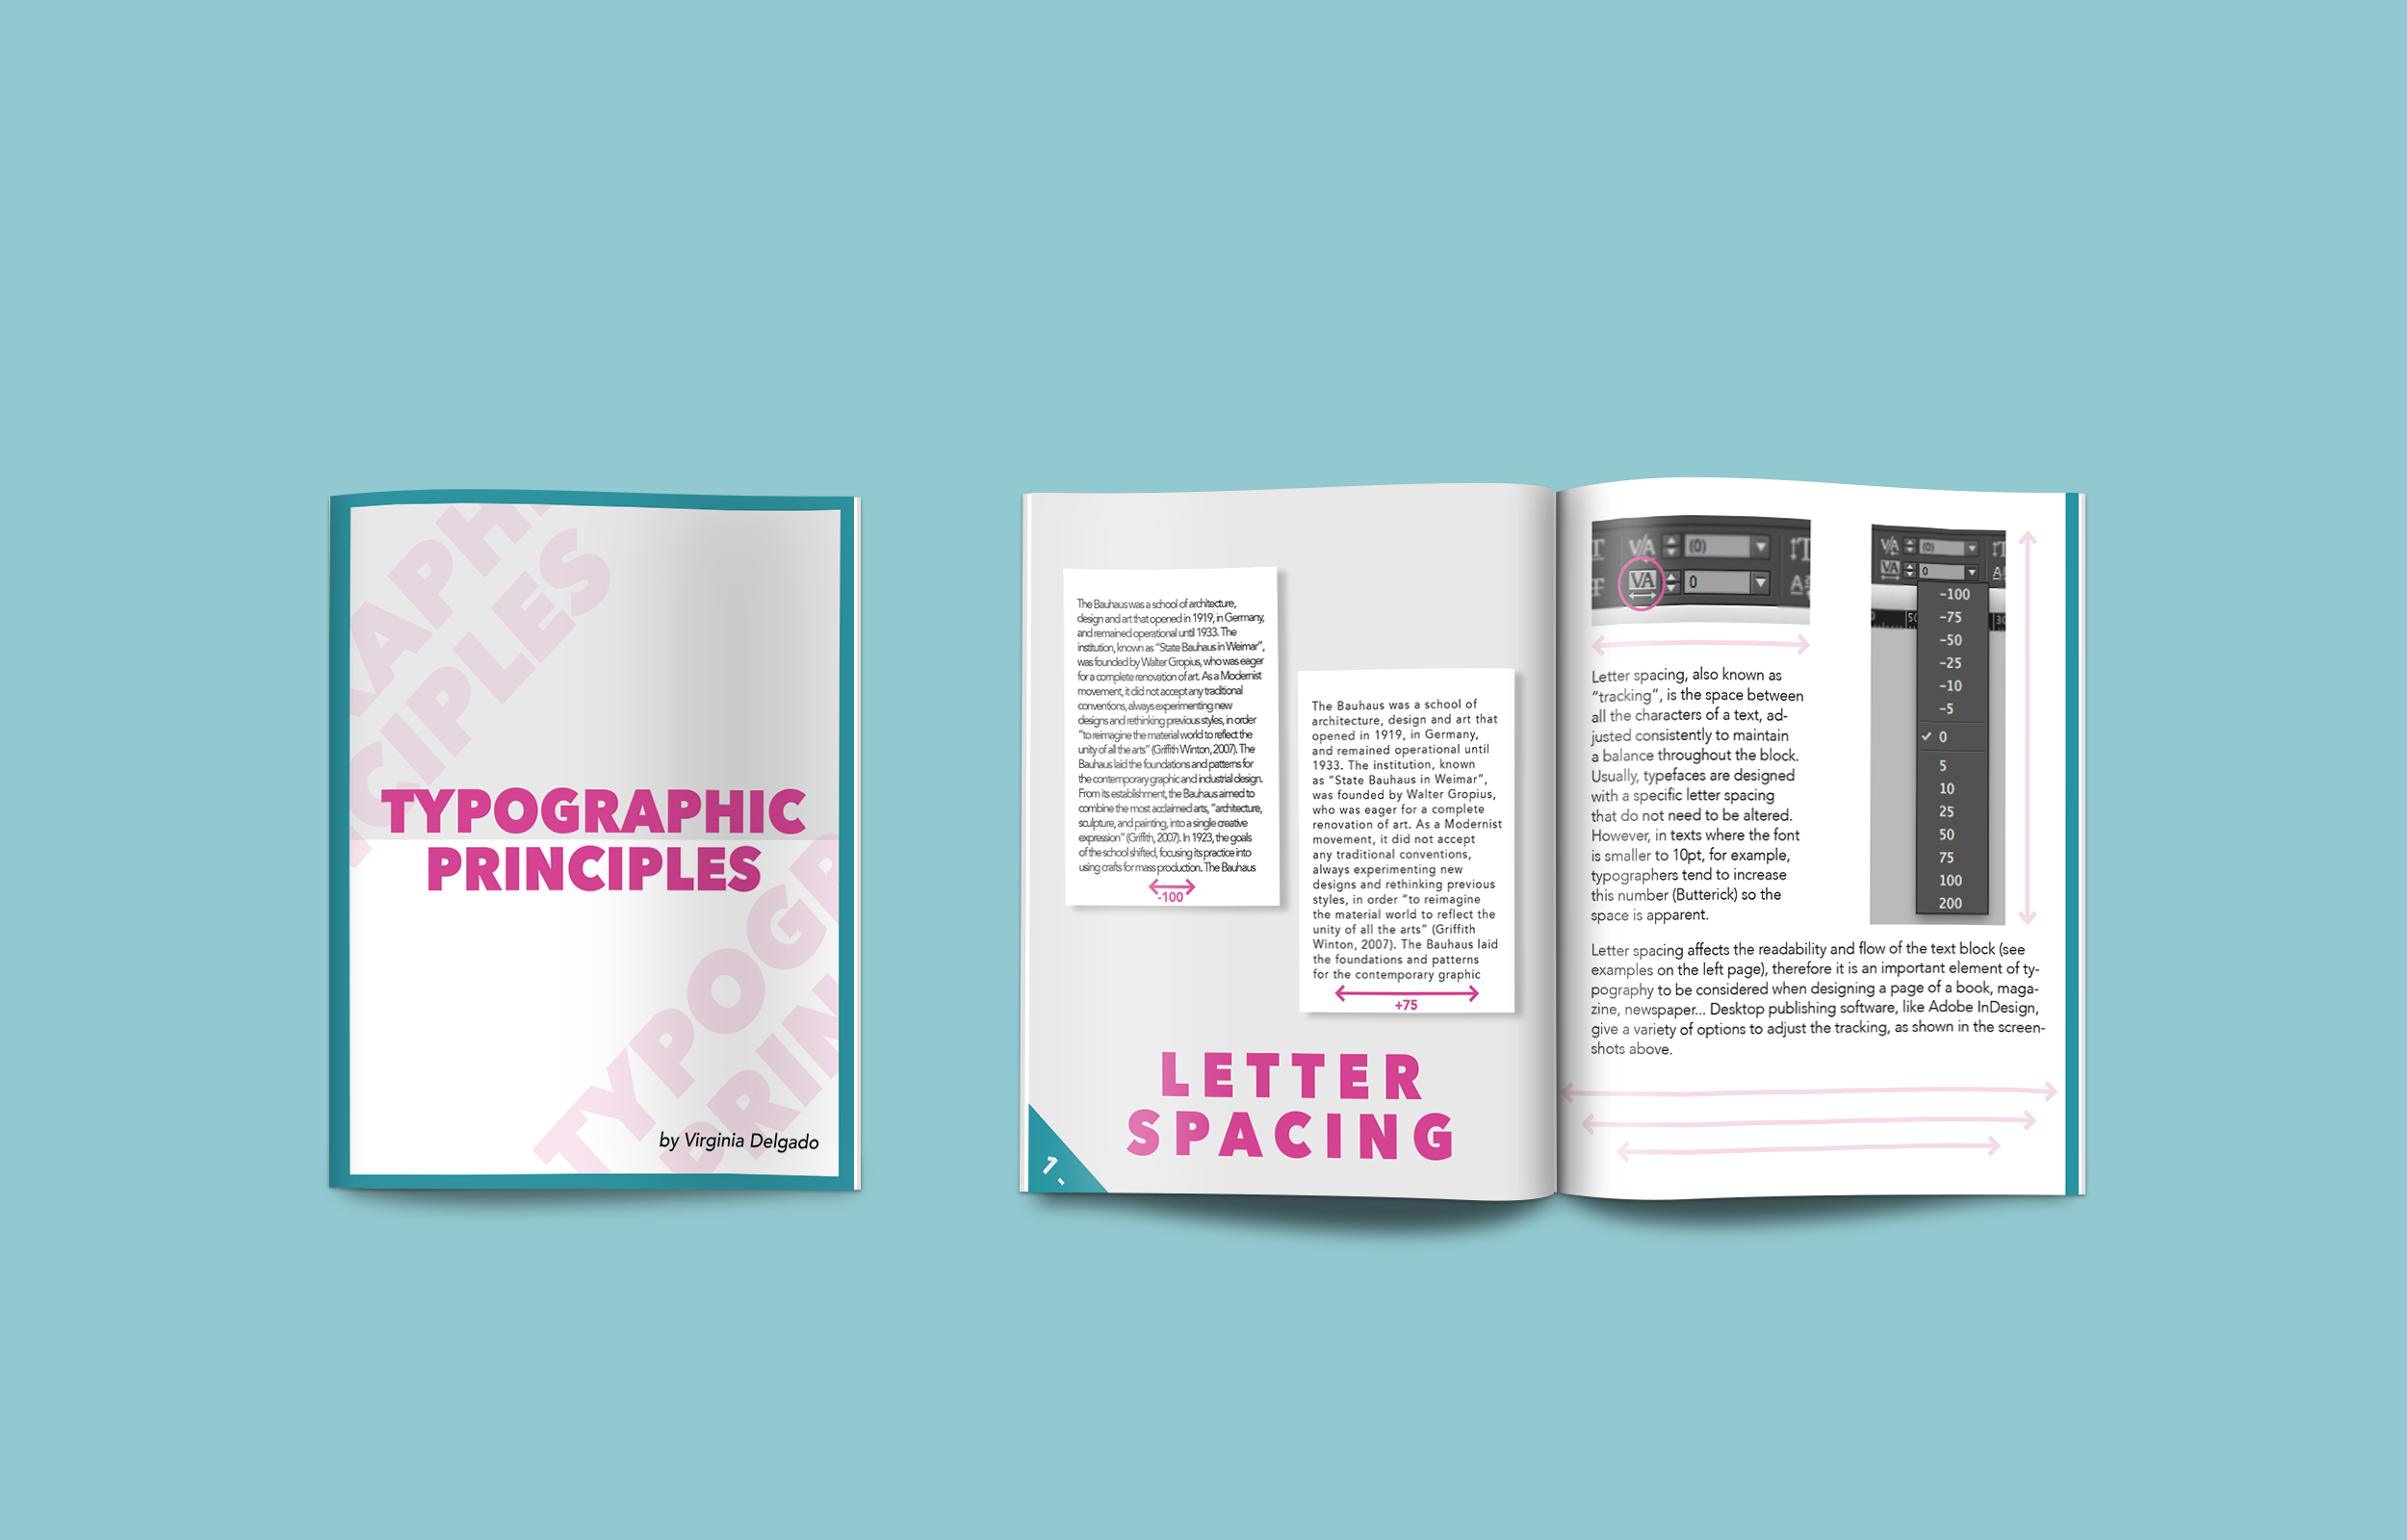 APHI
CIPLES
TYPOGRAPHIC
PRINCIPLES
TYPOGR
PRIN
by Virginia Delgado
The Bauhaus was a school of architecture,
design and art that opened in 1919, in Germany,
and remained operational until 1933. The
institution, known as “State Bauhaus in Weimar”,
was founded by Walter Gropius, who was eager
for a complete renovation of art. As a Modernist
movement, it did not accept any traditional
conventions, always experimenting new
designs and rethinking previous styles, in order
“to reimagine the material world to reflect the
unity of all the arts” (Griffith Winton, 2007). The
Bauhaus laid the foundations and patterns for
the contemporary graphic and industrial design.
From its establishment, the Bauhaus aimed to
combine the most acclaimed arts, “architecture,
sculpture, and painting, into a single creative
expression” (Griffith, 2007). In 1923, the goals
of the school shifted, focusing its practice into
using crafts for mass production. The Bauhaus
-100
The Bauhaus was a school of
architecture, design and art that
opened in 1919, in Germany,
and remained operational until
1933. The institution, known
as “State Bauhaus in Weimar”,
was founded by Walter Gropius,
who was eager for a complete
renovation of art. As a Modernist
movement, it did not accept
any traditional conventions,
always experimenting new
designs and rethinking previous
styles, in order “to reimagine
the material world to reflect the
unity of all the arts” (Griffith
Winton, 2007). The Bauhaus laid
the foundations and patterns
for the contemporary graphic
+75
LETTER
SPACING
1.
V/A (0)
VA 0
Letter spacing, also known as
“tracking”, is the space between
all the characters of a text, ad-
justed consistently to maintain
a balance throughout the block.
Usually, typefaces are designed
with a specific letter spacing
that do not need to be altered.
However, in texts where the font
is smaller to 10pt, for example,
typographers tend to increase
this number (Butterick) so the
space is apparent.
V/A (0)
VA 0
-100
-75
-50
-25
-10
-5
0
5
10
25
50
75
100
200
Letter spacing affects the readability and flow of the text block (see
examples on the left page), therefore it is an important element of ty-
pography to be considered when designing a page of a book, maga-
zine, newspaper... Desktop publishing software, like Adobe InDesign,
give a variety of options to adjust the tracking, as shown in the screen-
shots above.